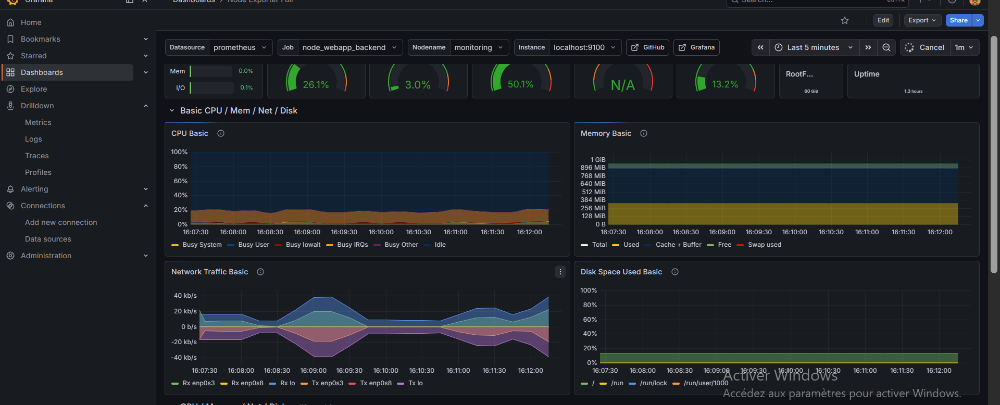 Grafana
Dashboards › Node Exporter Full
Search... ctrl+k
Home
Bookmarks
Starred
Dashboards
Explore
Drilldown
Metrics
Logs
Traces
Profiles
Alerting
Connections
Add new connection
Data sources
Administration
Edit Export Share
Datasource prometheus Job node_webapp_backend Nodename monitoring Instance localhost:9100 GitHub Grafana Last 5 minutes Cancel 1m
Mem 0.0%
I/O 0.1%
26.1%
3.0%
50.1%
N/A
13.2%
RootF...
60 GiB
Uptime
1.3 hours
Basic CPU / Mem / Net / Disk
CPU Basic
100%
80%
60%
40%
20%
0%
16:07:30 16:08:00 16:08:30 16:09:00 16:09:30 16:10:00 16:10:30 16:11:00 16:11:30 16:12:00
Busy System Busy User Busy Iowait Busy IRQs Busy Other Idle
Memory Basic
1 GiB
896 MiB
768 MiB
640 MiB
512 MiB
384 MiB
256 MiB
128 MiB
0 B
16:07:30 16:08:00 16:08:30 16:09:00 16:09:30 16:10:00 16:10:30 16:11:00 16:11:30 16:12:00
Total Used Cache + Buffer Free Swap used
Network Traffic Basic
40 kb/s
20 kb/s
0 b/s
-20 kb/s
-40 kb/s
16:07:30 16:08:00 16:08:30 16:09:00 16:09:30 16:10:00 16:10:30 16:11:00 16:11:30 16:12:00
Rx enp0s3 Rx enp0s8 Rx lo Tx enp0s3 Tx enp0s8 Tx lo
Disk Space Used Basic
100%
80%
60%
40%
20%
0%
16:07:30 16:08:00 16:08:30 16:09:00 16:09:30 16:10:00 16:10:30 16:11:00 16:11:30 16:12:00
/ /run /run/lock /run/user/1000
Activer Windows
Accédez aux paramètres pour activer Windows.